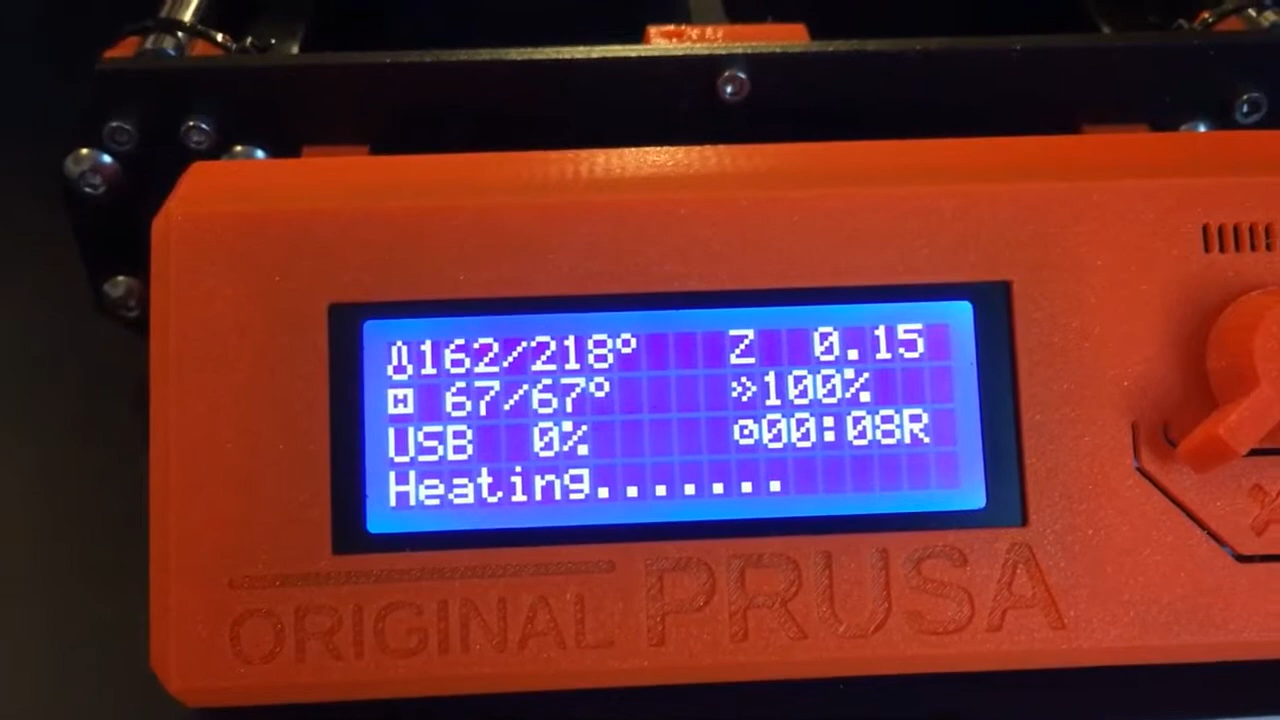 162/218° Z 0.15
67/67° 100%
USB 0% 00:08R
Heating.......
ORIGINAL PRUSA